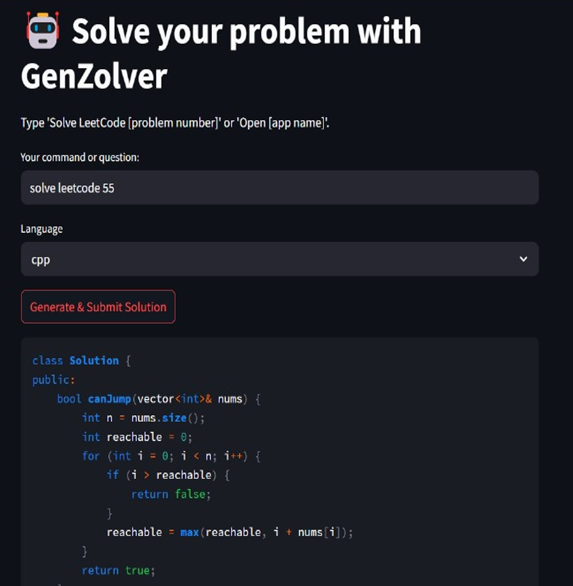 Solve your problem with
GenZolver
Type 'Solve LeetCode [problem number]' or 'Open [app name]'.
Your command or question:
solve leetcode 55
Language
cpp
Generate & Submit Solution
class Solution {
public:
    bool canJump(vector<int>& nums) {
        int n = nums.size();
        int reachable = 0;
        for (int i = 0; i < n; i++) {
            if (i > reachable) {
                return false;
            }
            reachable = max(reachable, i + nums[i]);
        }
        return true;